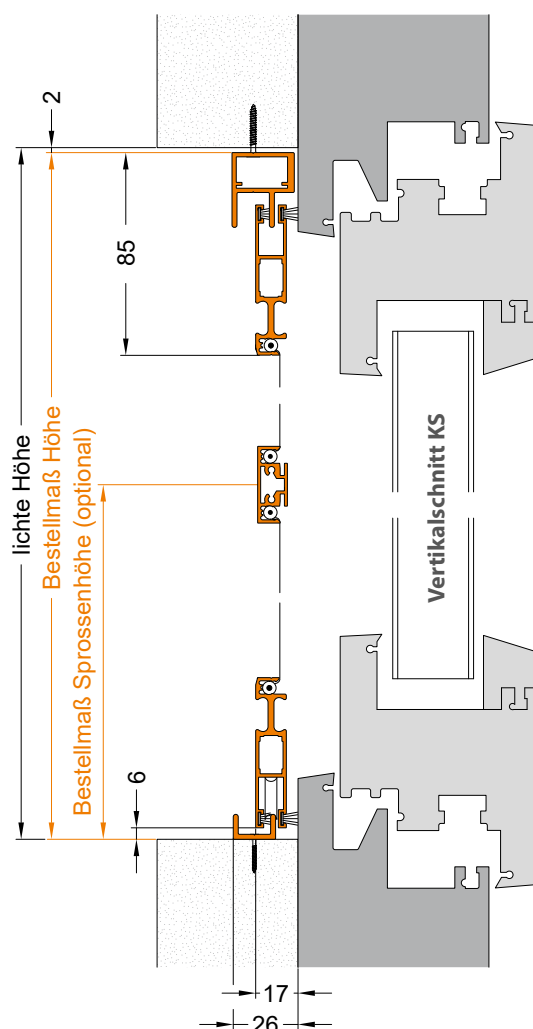 2
85
lichte Höhe
Bestellmaß Höhe
Bestellmaß Sprossenhöhe (optional)
Vertikalschnitt KS
6
17
26